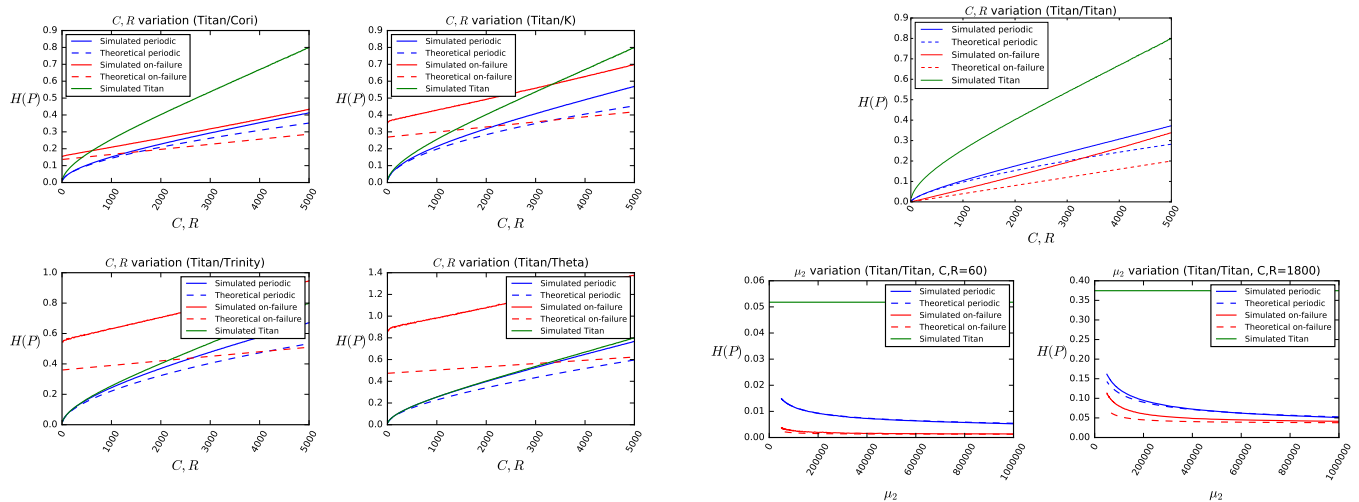 C, R variation (Titan/Cori)
0.9
0.8
0.7
0.6
0.5
0.4
0.3
0.2
0.1
0.0
H(P)
Simulated periodic
Theoretical periodic
Simulated on-failure
Theoretical on-failure
Simulated Titan
0
1000
2000
3000
4000
5000
C, R
C, R variation (Titan/K)
0.9
0.8
0.7
0.6
0.5
0.4
0.3
0.2
0.1
0.0
H(P)
Simulated periodic
Theoretical periodic
Simulated on-failure
Theoretical on-failure
Simulated Titan
0
1000
2000
3000
4000
5000
C, R
C, R variation (Titan/Titan)
0.9
0.8
0.7
0.6
0.5
0.4
0.3
0.2
0.1
0.0
H(P)
Simulated periodic
Theoretical periodic
Simulated on-failure
Theoretical on-failure
Simulated Titan
0
1000
2000
3000
4000
5000
C, R
C, R variation (Titan/Trinity)
1.0
0.8
0.6
0.4
0.2
0.0
H(P)
Simulated periodic
Theoretical periodic
Simulated on-failure
Theoretical on-failure
Simulated Titan
0
1000
2000
3000
4000
5000
C, R
C, R variation (Titan/Theta)
1.4
1.2
1.0
0.8
0.6
0.4
0.2
0.0
H(P)
Simulated periodic
Theoretical periodic
Simulated on-failure
Theoretical on-failure
Simulated Titan
0
1000
2000
3000
4000
5000
C, R
μ₂ variation (Titan/Titan, C,R=60)
0.06
0.05
0.04
0.03
0.02
0.01
0.00
H(P)
Simulated periodic
Theoretical periodic
Simulated on-failure
Theoretical on-failure
Simulated Titan
200000
400000
600000
800000
1000000
μ₂
μ₂ variation (Titan/Titan, C,R=1800)
0.40
0.35
0.30
0.25
0.20
0.15
0.10
0.05
0.00
H(P)
Simulated periodic
Theoretical periodic
Simulated on-failure
Theoretical on-failure
Simulated Titan
200000
400000
600000
800000
1000000
μ₂